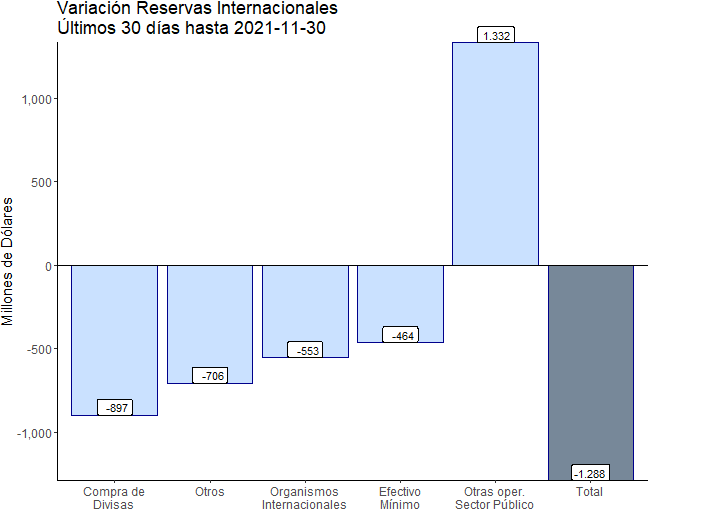 Variación Reservas Internacionales
Últimos 30 días hasta 2021-11-30
1.332
1,000
500
Millones de Dólares
0
-464
-500
-553
-706
-897
-1,000
-1.288
Compra de
Divisas
Otros
Organismos
Internacionales
Efectivo
Mínimo
Otras oper.
Sector Público
Total